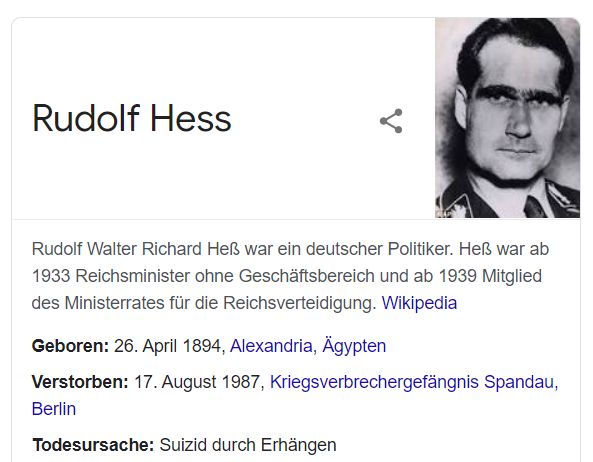 Rudolf Hess
Rudolf Walter Richard Heß war ein deutscher Politiker. Heß war ab
1933 Reichsminister ohne Geschäftsbereich und ab 1939 Mitglied
des Ministerrates für die Reichsverteidigung. Wikipedia
Geboren: 26. April 1894, Alexandria, Ägypten
Verstorben: 17. August 1987, Kriegsverbrechergefängnis Spandau,
Berlin
Todesursache: Suizid durch Erhängen